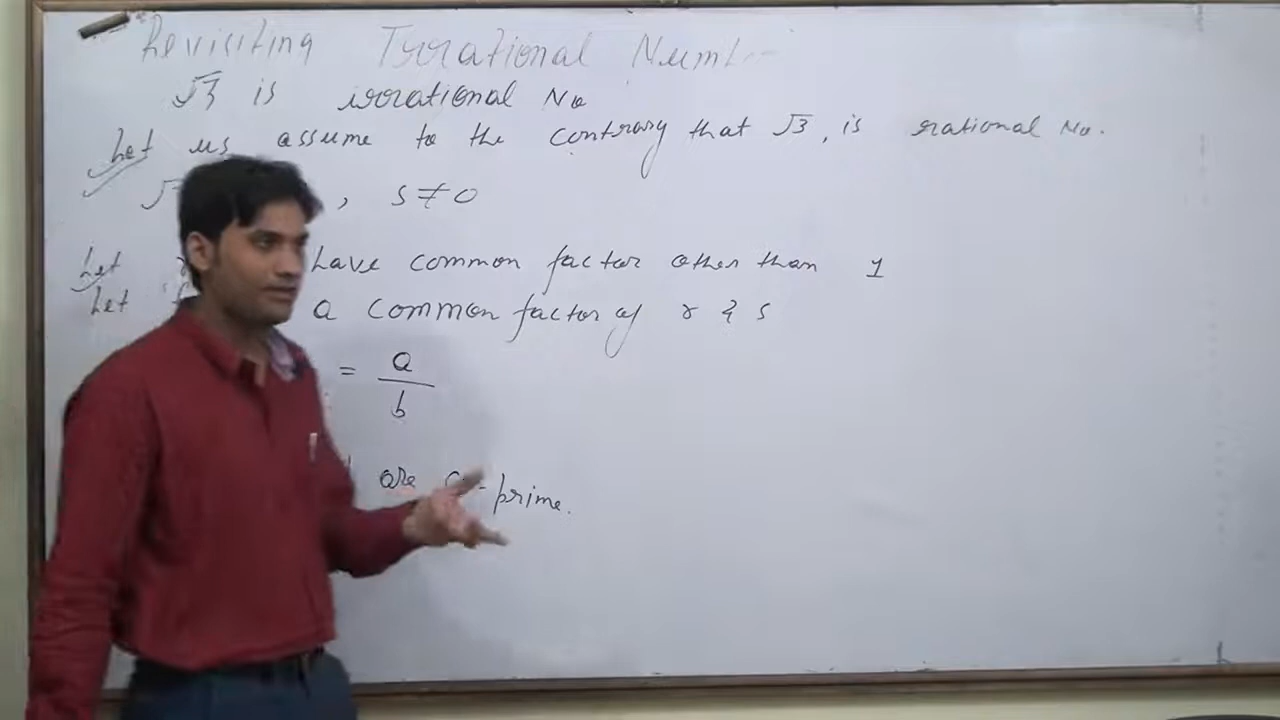 Revisiting Irrational Number
√3 is irrational No
Let us assume to the contrary that √3, is rational No.
√ , s ≠ 0
Let have common factor other than 1
Let a common factor of r & s
= a/b
are co-prime.